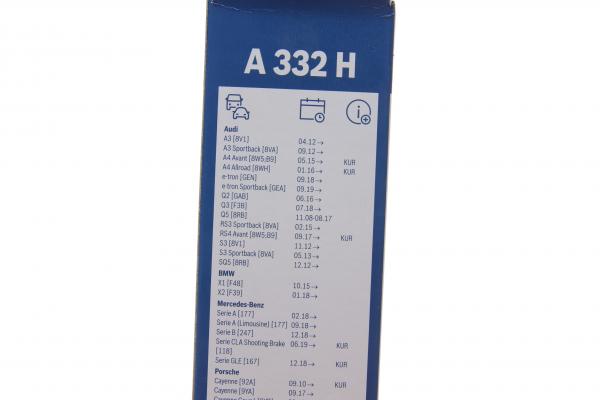 A 332 H
Audi
A3 [8V1] 04.12→
A3 Sportback [8VA] 09.12→
A4 Avant [8W5;B9] 05.15→ KUR
A4 Allroad [8WH] 01.16→ KUR
e-tron [GEN] 09.18→
e-tron Sportback [GEA] 09.19→
Q2 [GAB] 06.16→
Q3 [F3B] 07.18→
Q5 [8RB] 11.08-08.17
RS3 Sportback [8VA] 02.15→
RS4 Avant [8W5;B9] 09.17→ KUR
S3 [8V1] 11.12→
S3 Sportback [8VA] 05.13→
SQ5 [8RB] 12.12→
BMW
X1 [F48] 10.15→
X2 [F39] 01.18→
Mercedes-Benz
Serie A [177] 02.18→
Serie A (Limousine) [177] 09.18→
Serie B [247] 12.18→
Serie CLA Shooting Brake 06.19→ KUR
[118]
Serie GLE [167] 12.18→ KUR
Porsche
Cayenne [92A] 09.10→ KUR
Cayenne [9YA] 09.17→